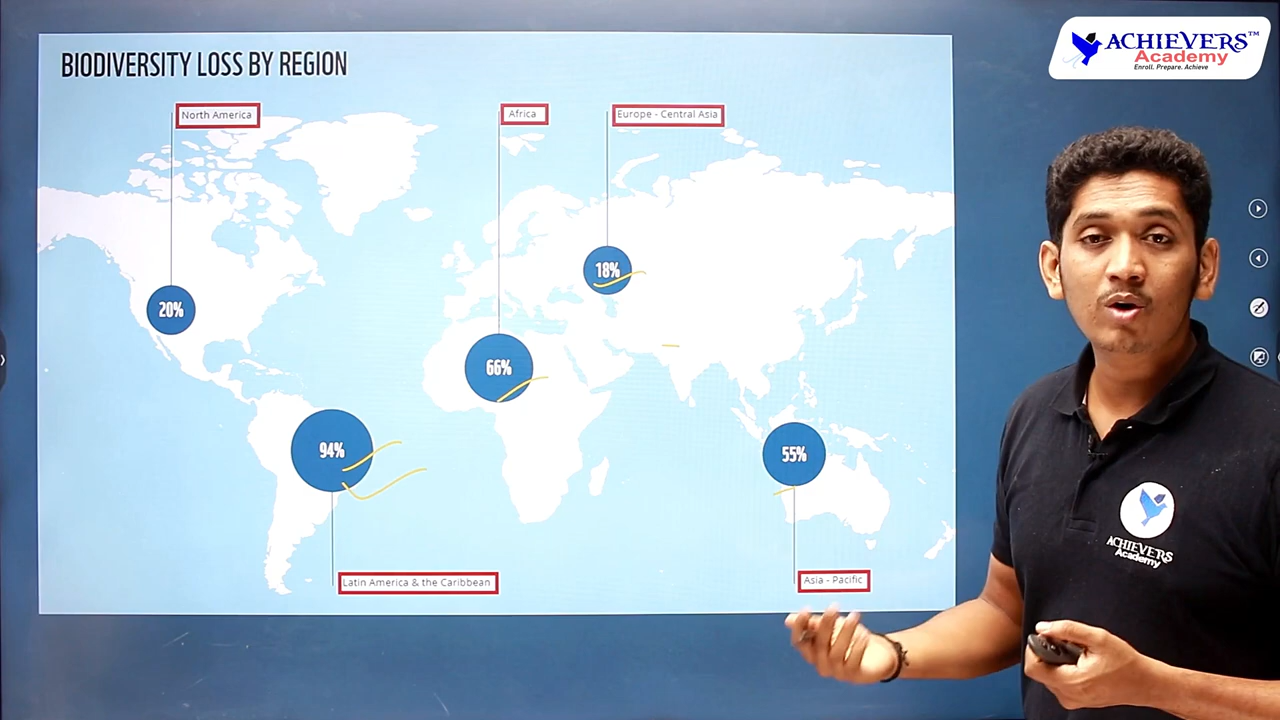 BIODIVERSITY LOSS BY REGION
ACHIEVERS™
Academy
Enroll. Prepare. Achieve
North America
Africa
Europe - Central Asia
18%
20%
66%
94%
55%
Latin America & the Caribbean
Asia - Pacific
ACHIEVERS
Academy